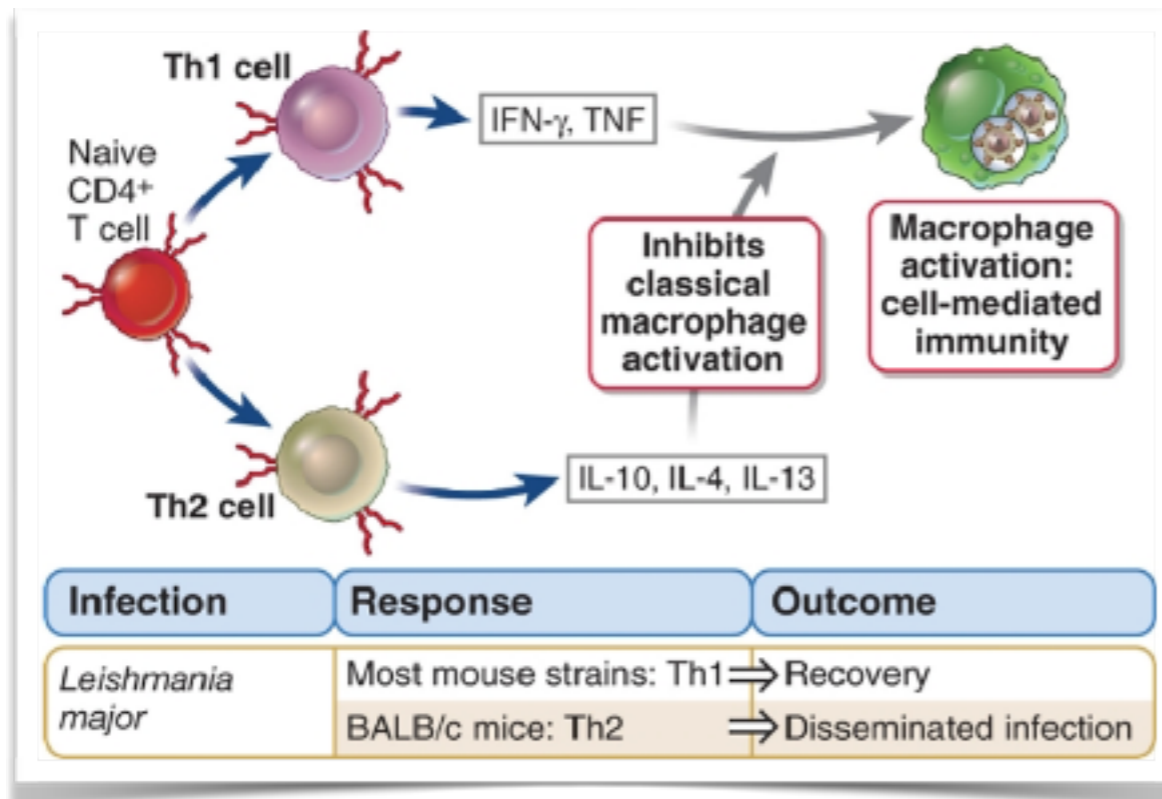 Th1 cell
IFN-γ, TNF
Naive
CD4+
T cell
Inhibits
classical
macrophage
activation
Macrophage
activation:
cell-mediated
immunity
Th2 cell
IL-10, IL-4, IL-13
Infection
Response
Outcome
Leishmania
major
Most mouse strains: Th1 ⇒ Recovery
BALB/c mice: Th2 ⇒ Disseminated infection